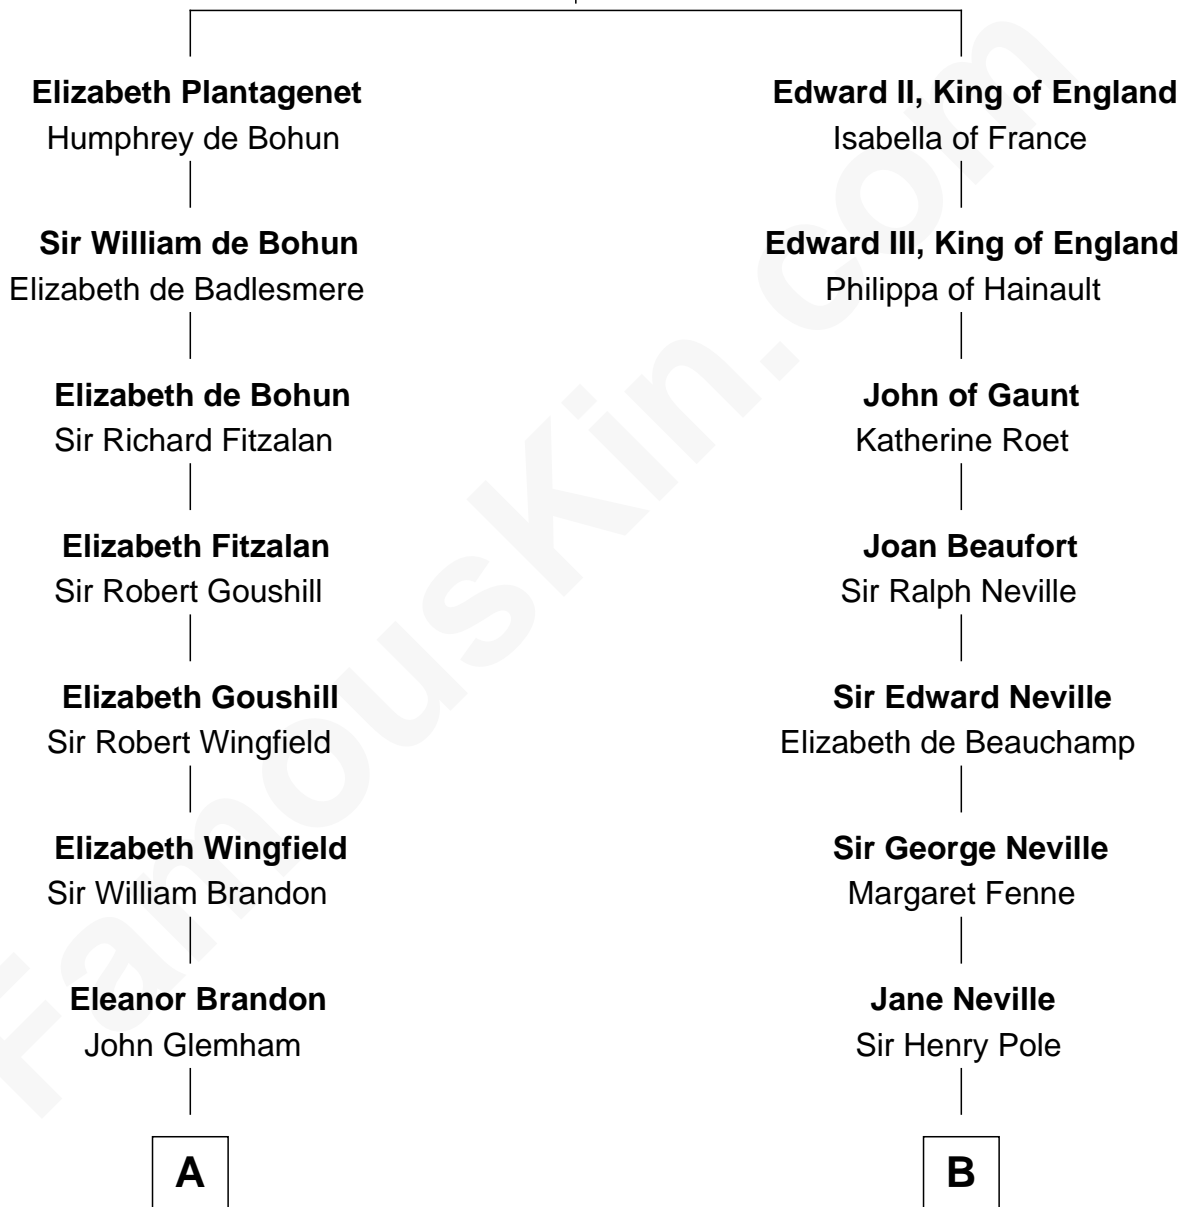 Elizabeth Plantagenet
Humphrey de Bohun
Sir William de Bohun
Elizabeth de Badlesmere
Elizabeth de Bohun
Sir Richard Fitzalan
Elizabeth Fitzalan
Sir Robert Goushill
Elizabeth Goushill
Sir Robert Wingfield
Elizabeth Wingfield
Sir William Brandon
Eleanor Brandon
John Glemham
A
Edward II, King of England
Isabella of France
Edward III, King of England
Philippa of Hainault
John of Gaunt
Katherine Roet
Joan Beaufort
Sir Ralph Neville
Sir Edward Neville
Elizabeth de Beauchamp
Sir George Neville
Margaret Fenne
Jane Neville
Sir Henry Pole
B
FamousKin.com